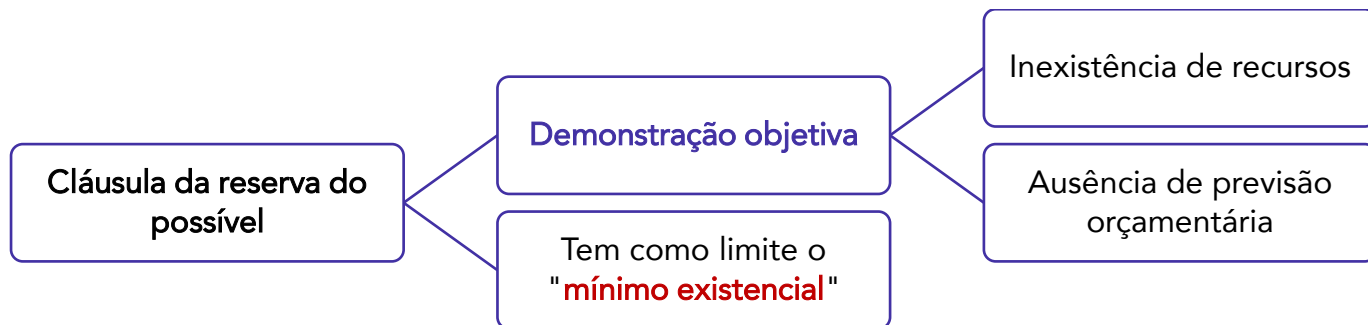 Cláusula da reserva do
possível
Demonstração objetiva
Inexistência de recursos
Ausência de previsão
orçamentária
Tem como limite o
"mínimo existencial"